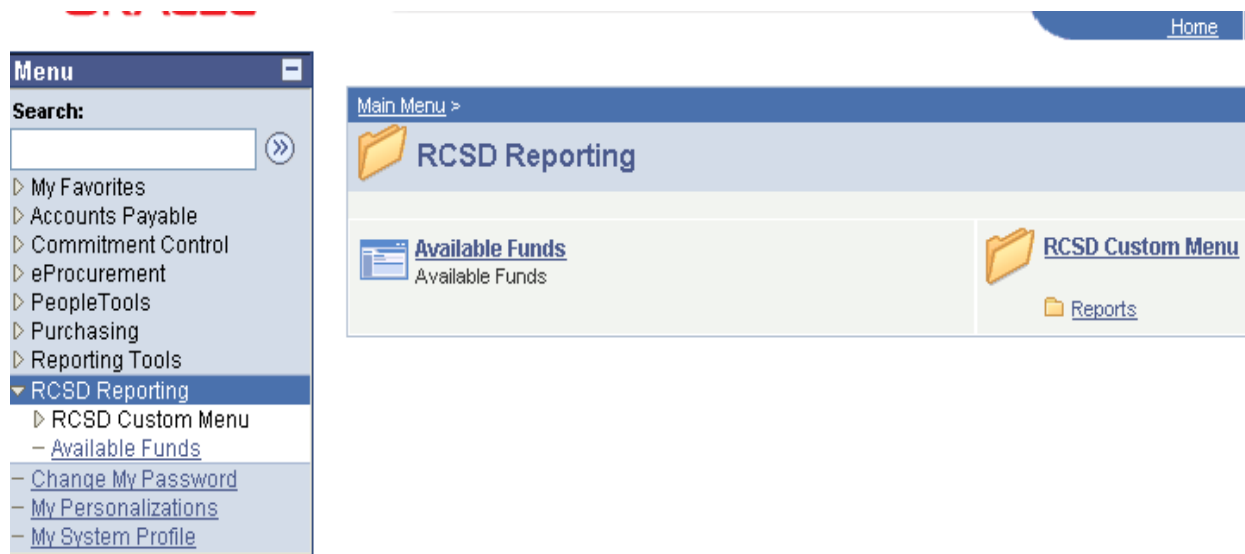 Home
Menu
Search:
My Favorites
Accounts Payable
Commitment Control
eProcurement
PeopleTools
Purchasing
Reporting Tools
RCSD Reporting
RCSD Custom Menu
Available Funds
Change My Password
My Personalizations
My System Profile
Main Menu >
RCSD Reporting
Available Funds
Available Funds
RCSD Custom Menu
Reports